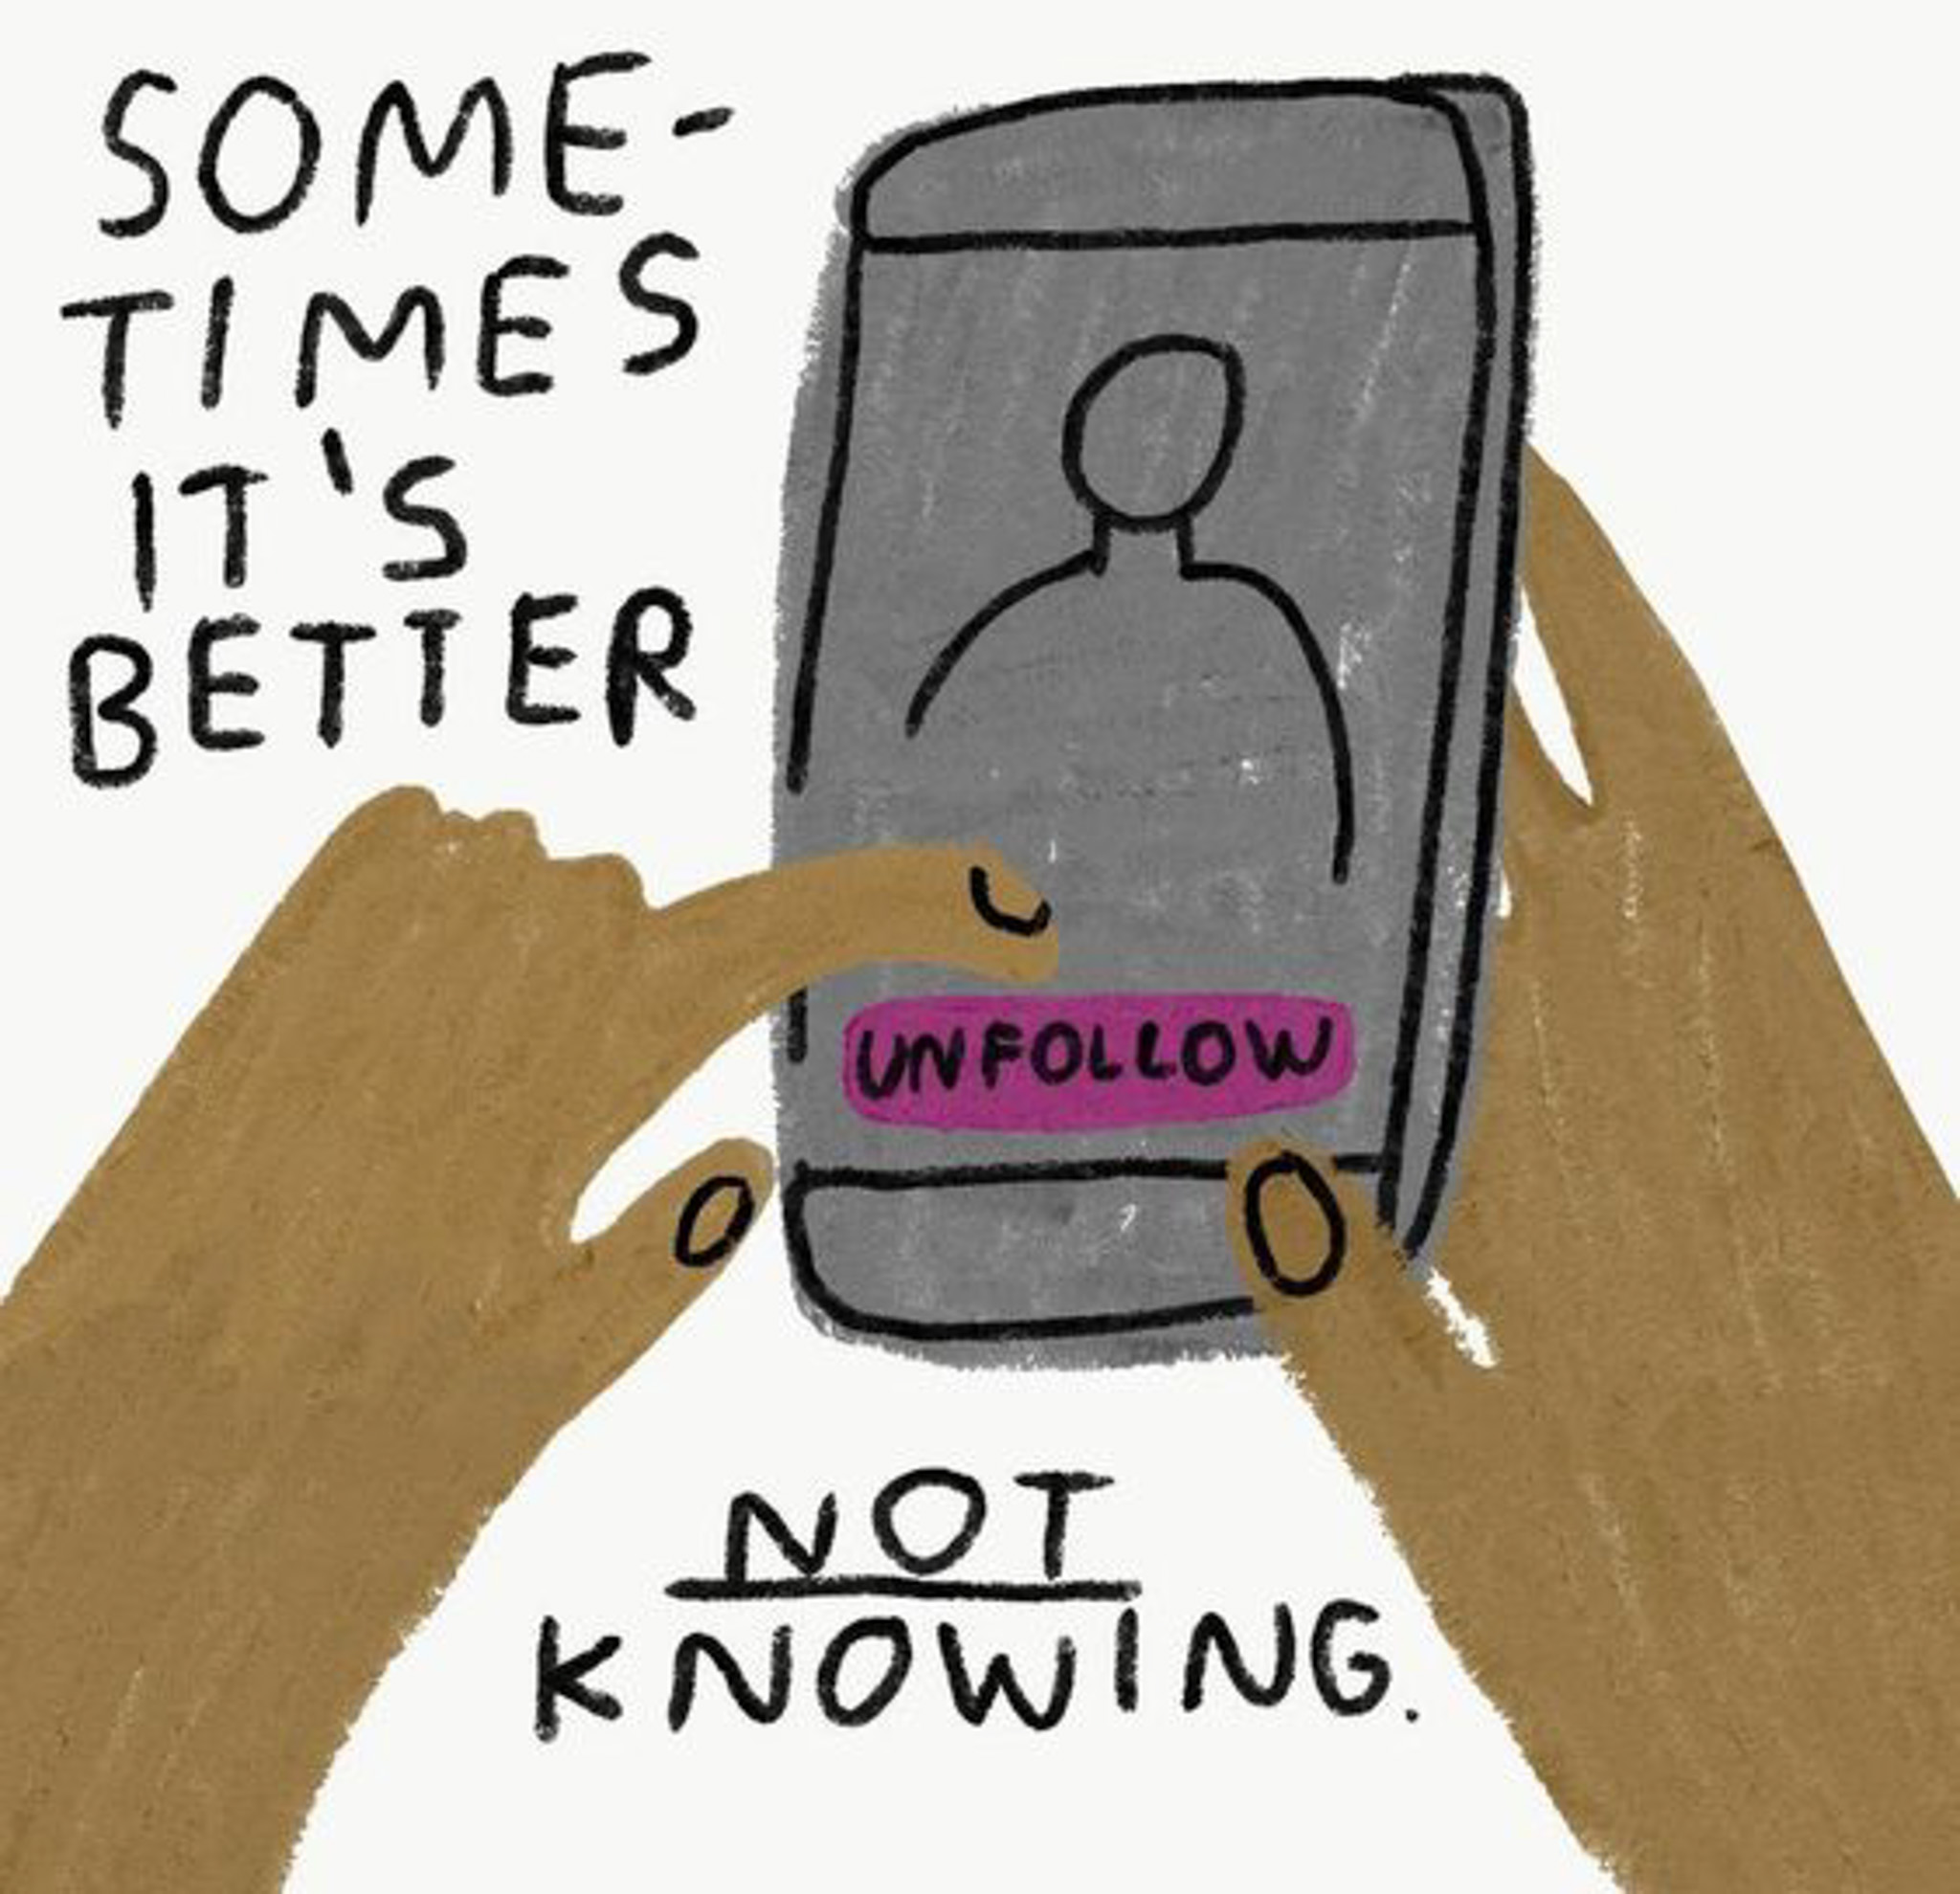 SOME-
TIMES
IT'S
BETTER
UNFOLLOW
NOT
KNOWING.